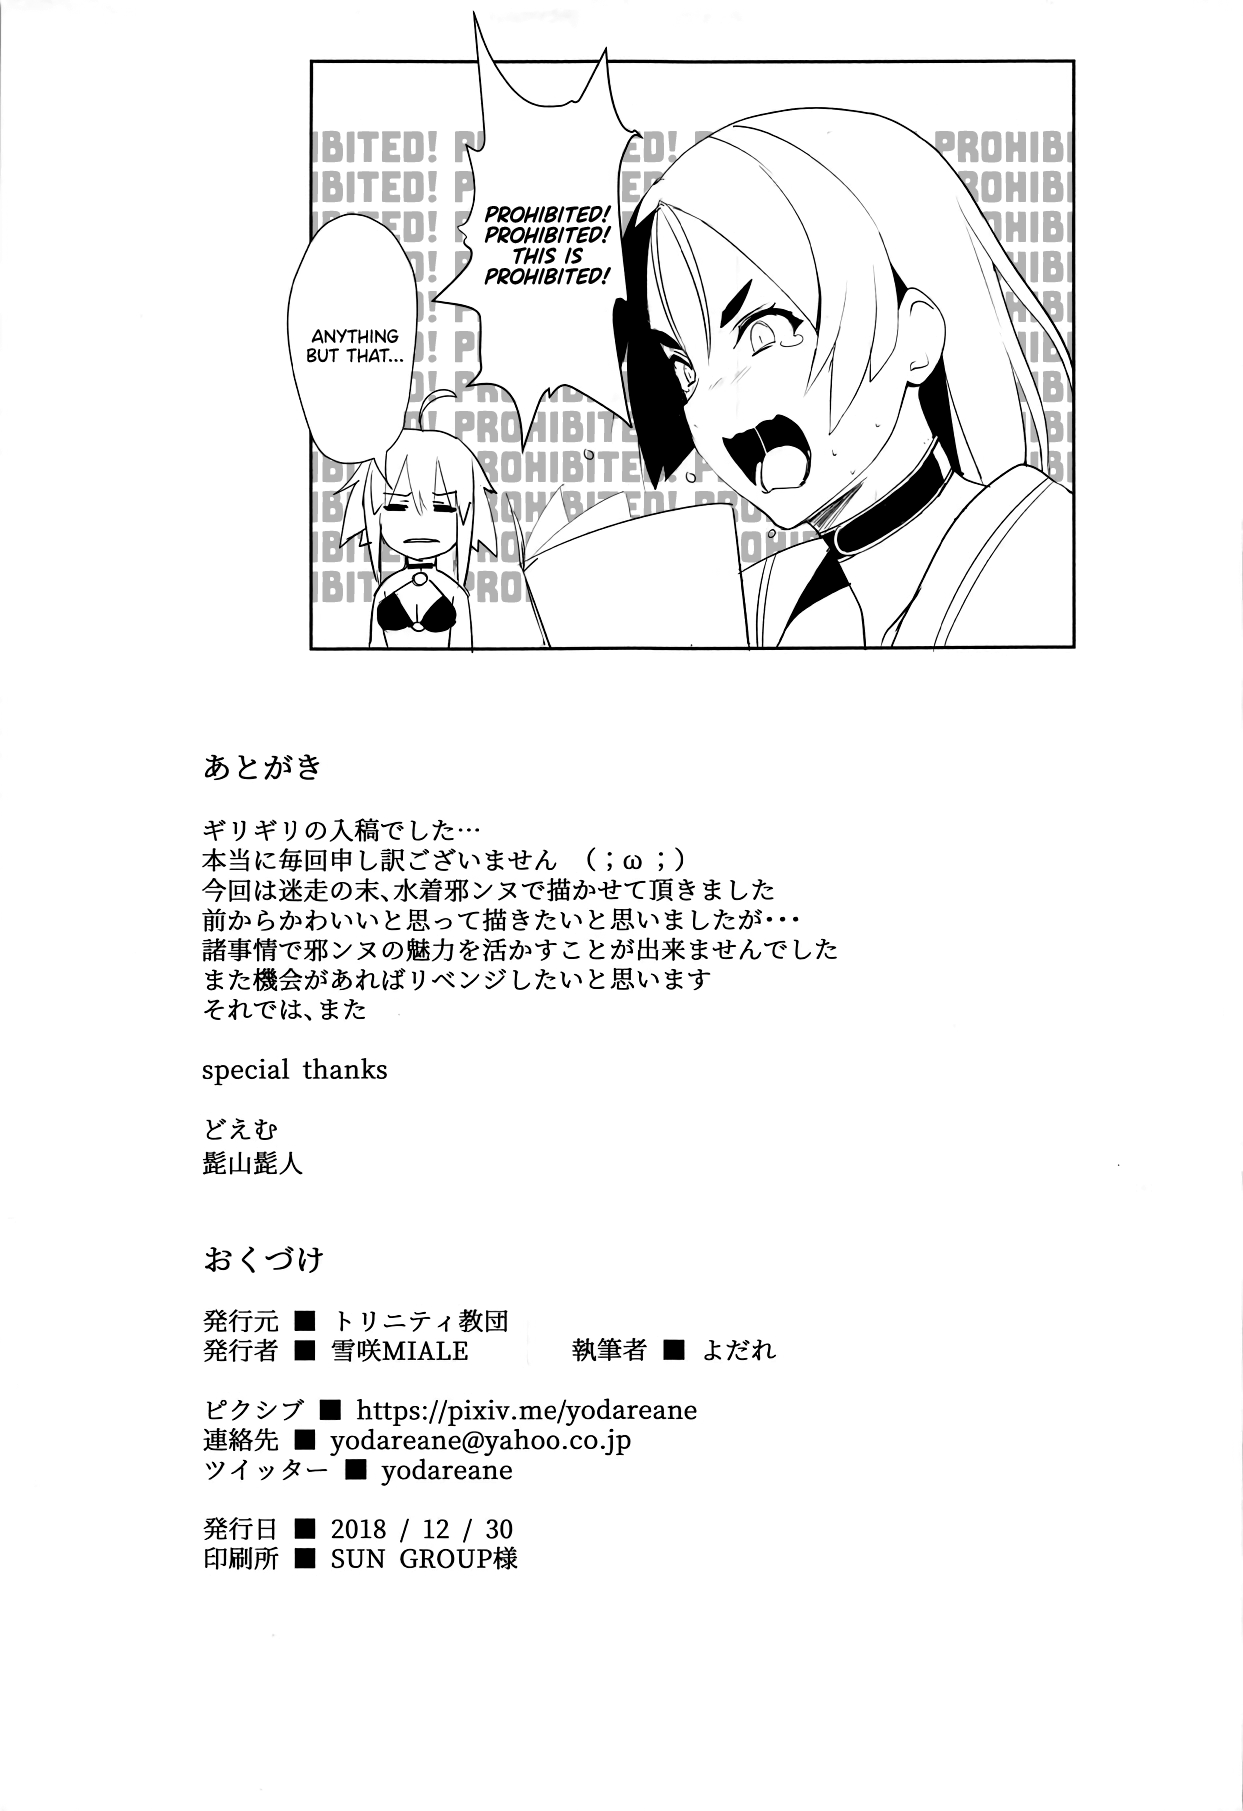 PROHIBITED!
PROHIBITED!
THIS IS
PROHIBITED!
ANYTHING
BUT THAT...
IBITED! P ED! PROHIB
IBITED! P OHIB
PROHIBITE
PROHIBITED!
あとがき
ギリギリの入稿でした…
本当に毎回申し訳ございません （；ω；）
今回は迷走の末、水着邪ンヌで描かせて頂きました
前からかわいいと思って描きたいと思いましたが・・・
諸事情で邪ンヌの魅力を活かすことが出来ませんでした
また機会があればリベンジしたいと思います
それでは、また
special thanks
どえむ
髭山髭人
おくづけ
発行元 ■ トリニティ教団
発行者 ■ 雪咲MIALE 執筆者 ■ よだれ
ピクシブ ■ https://pixiv.me/yodareane
連絡先 ■ yodareane@yahoo.co.jp
ツイッター ■ yodareane
発行日 ■ 2018 / 12 / 30
印刷所 ■ SUN GROUP様